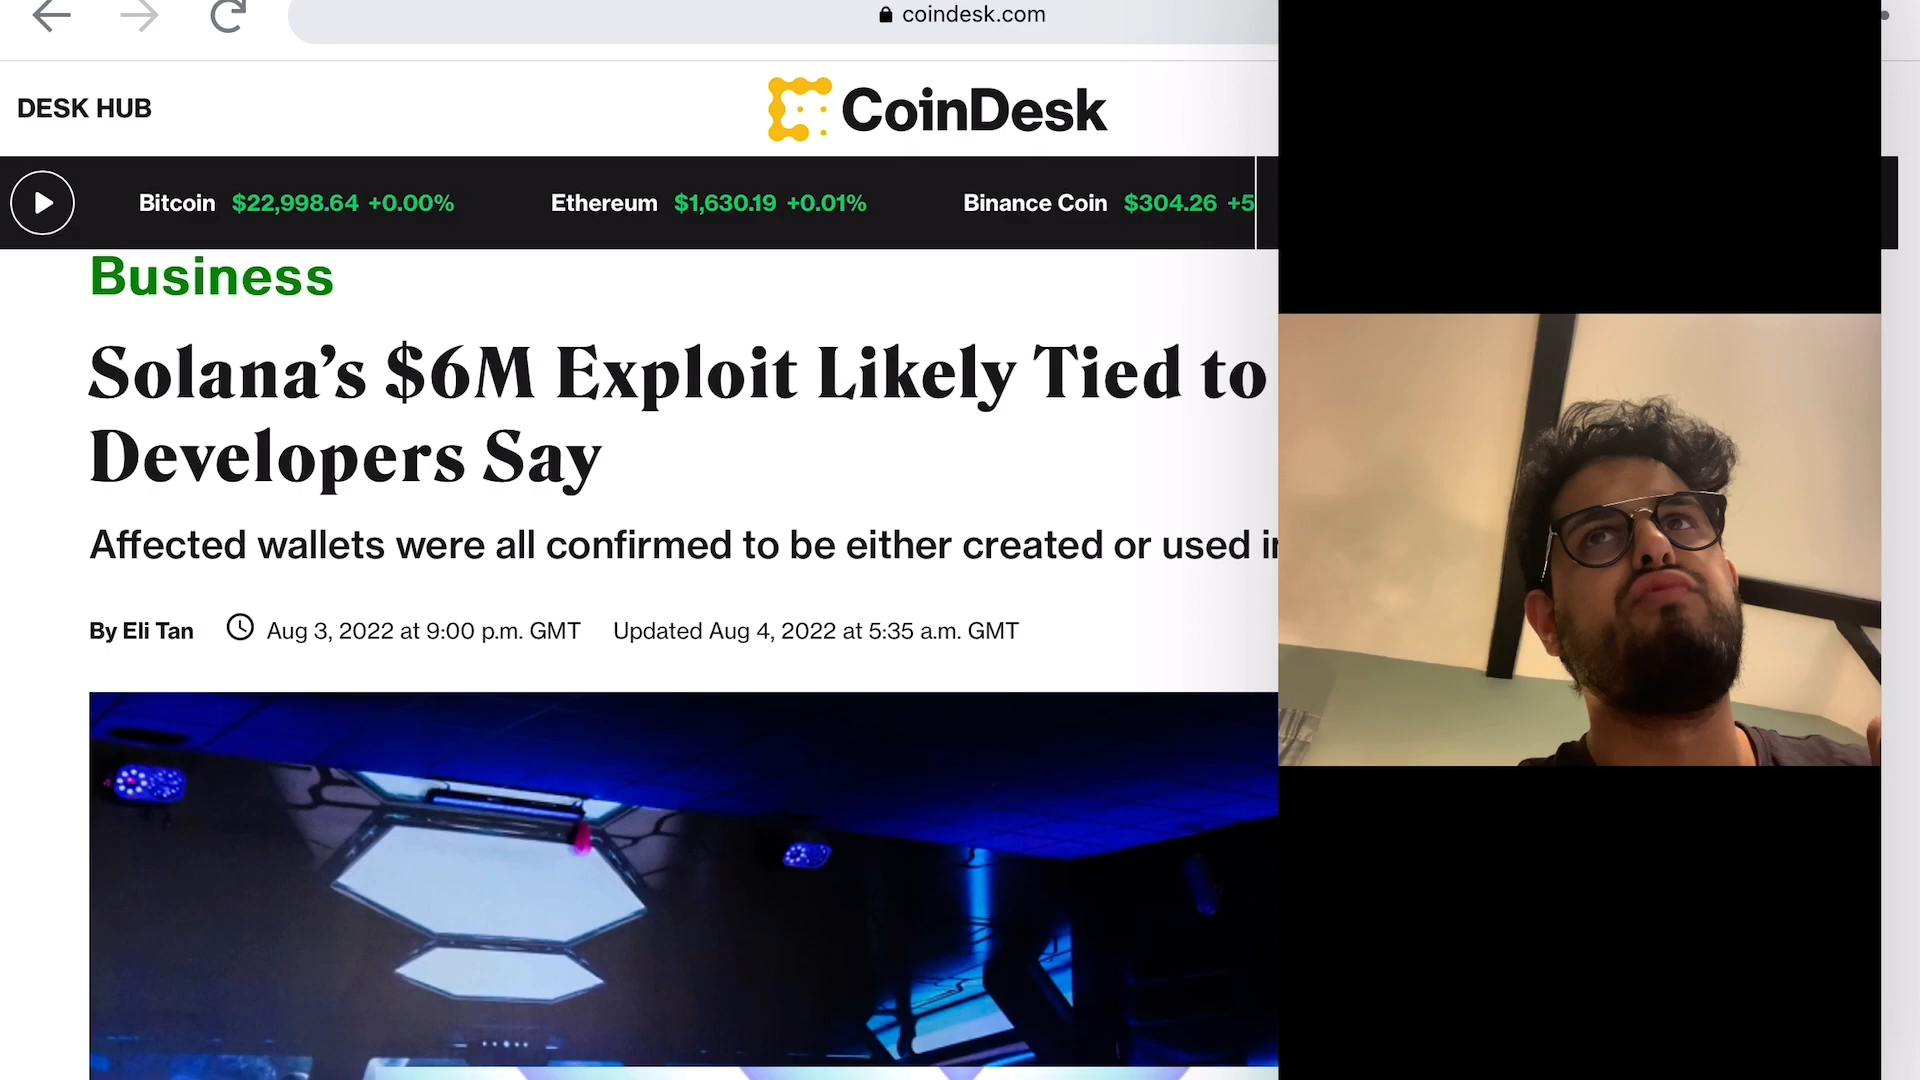 coindesk.com
DESK HUB
CoinDesk
Bitcoin $22,998.64 +0.00% Ethereum $1,630.19 +0.01% Binance Coin $304.26 +5
Business
Solana’s $6M Exploit Likely Tied to
Developers Say
Affected wallets were all confirmed to be either created or used
By Eli Tan Aug 3, 2022 at 9:00 p.m. GMT Updated Aug 4, 2022 at 5:35 a.m. GMT